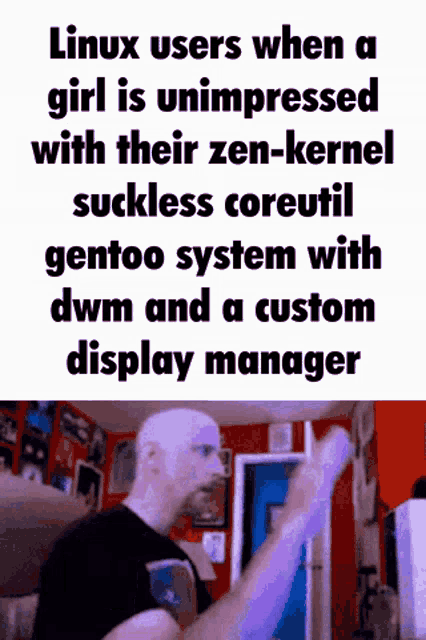 Linux users when a
girl is unimpressed
with their zen-kernel
suckless coreutil
gentoo system with
dwm and a custom
display manager